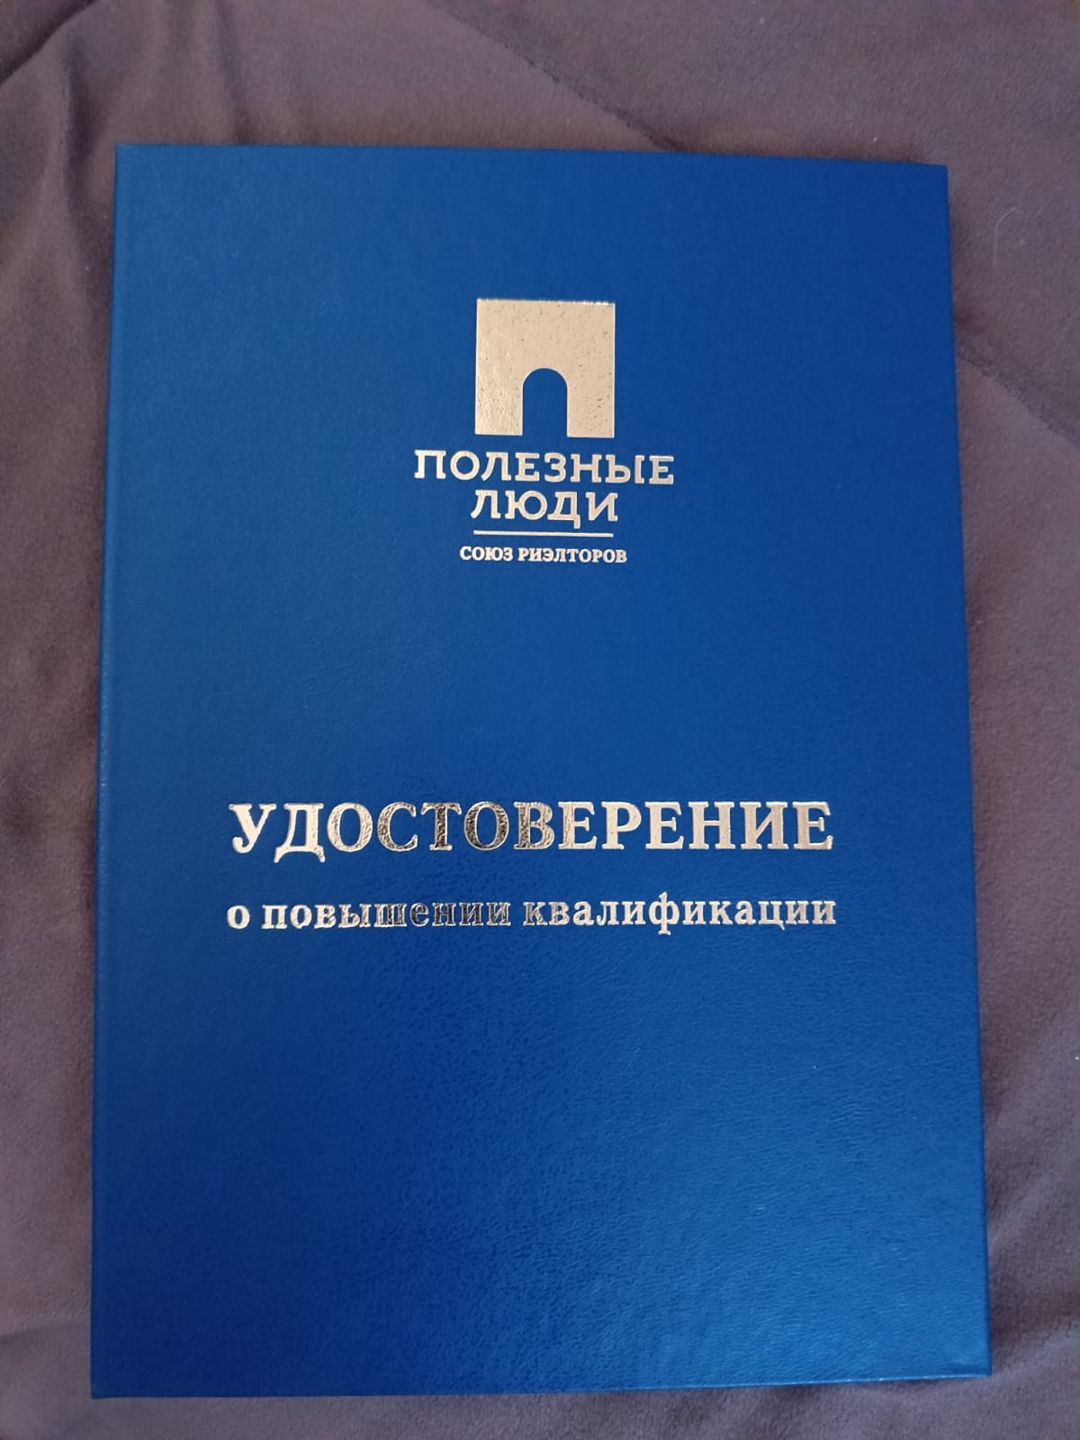 ПОЛЕЗНЫЕ
ЛЮДИ
СОЮЗ РИЭЛТОРОВ
УДОСТОВЕРЕНИЕ
о повышении квалификации